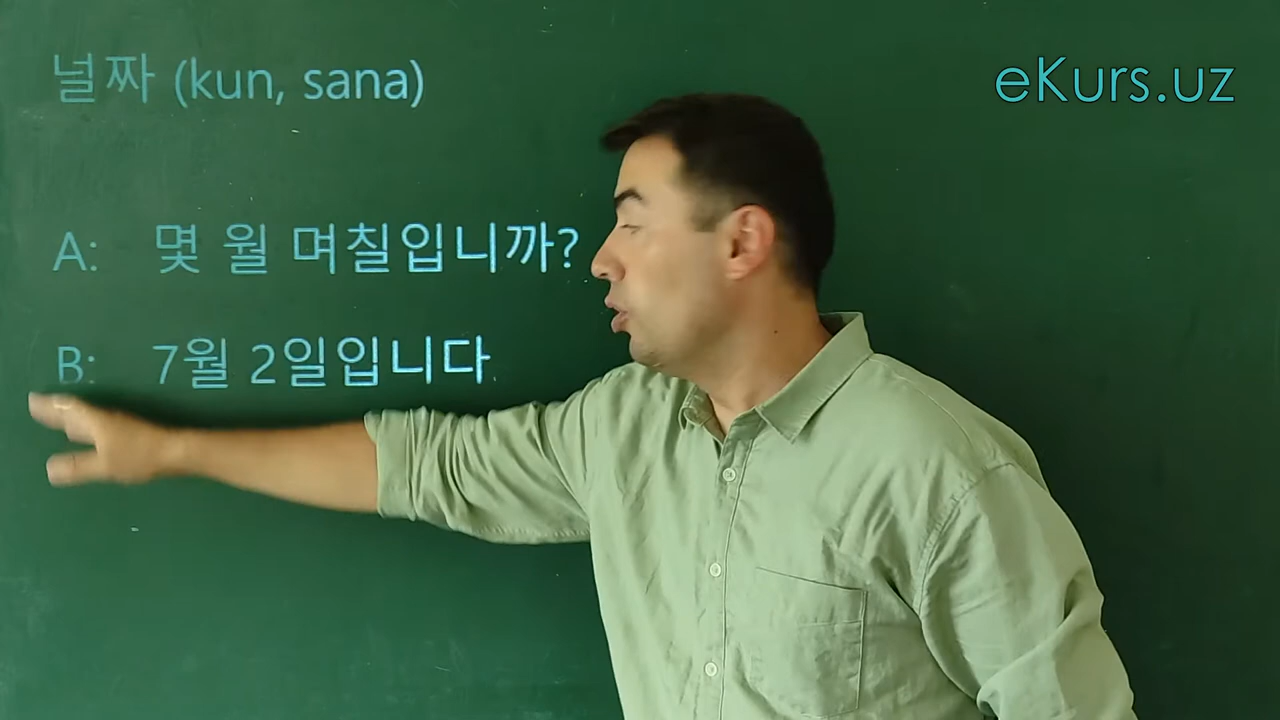 널짜 (kun, sana)
eKurs.uz
A: 몇 월 며칠입니까?
B: 7월 2일입니다